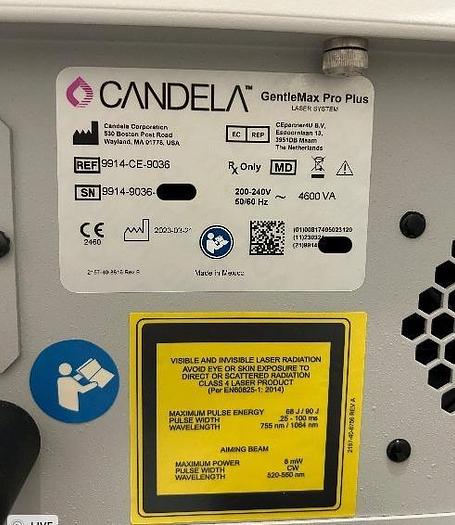 CANDELA™
GentleMax Pro Plus
LASER SYSTEM
Candela Corporation
530 Boston Post Road
Wayland, MA 01778, USA
EC REP
CEpartner4U B.V.
Esdoornlaan 13,
3951DB Maarn
The Netherlands
REF 9914-CE-9036
Rx Only
MD
SN 9914-9036-
200-240V ~ 4600 VA
50/60 Hz
CE
2460
Made in Mexico
VISIBLE AND INVISIBLE LASER RADIATION
AVOID EYE OR SKIN EXPOSURE TO
DIRECT OR SCATTERED RADIATION
CLASS 4 LASER PRODUCT
(Per EN60825-1: 2014)
MAXIMUM PULSE ENERGY 68 J / 90 J
PULSE WIDTH .25 - 100 ms
WAVELENGTH 755 nm / 1064 nm
AIMING BEAM
MAXIMUM POWER 6 mW
PULSE WIDTH CW
WAVELENGTH 520-550 nm
LIVE